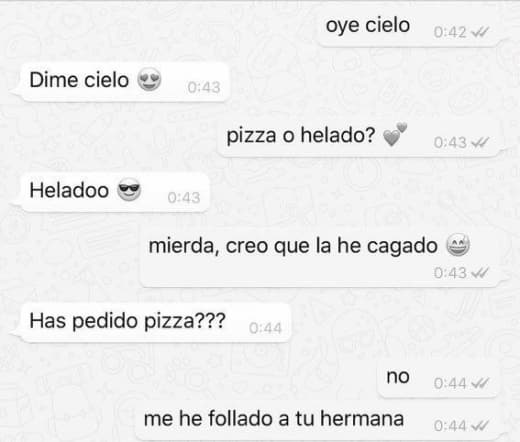 oye cielo 0:42
Dime cielo 😍 0:43
pizza o helado? 💕 0:43
Heladoo 😎 0:43
mierda, creo que la he cagado 😅
0:43
Has pedido pizza??? 0:44
no 0:44
me he follado a tu hermana 0:44